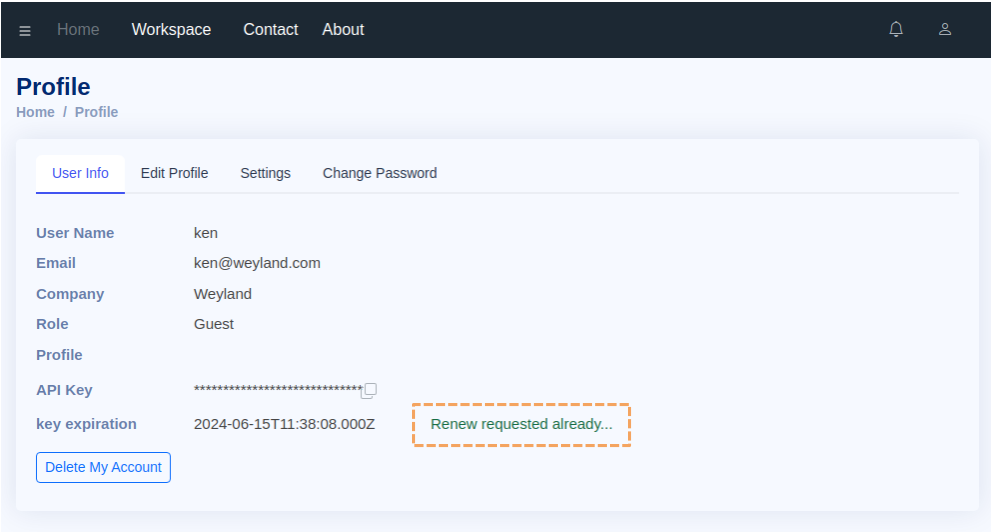 Home Workspace Contact About
Profile
Home / Profile
User Info Edit Profile Settings Change Password
User Name ken
Email ken@weyland.com
Company Weyland
Role Guest
Profile
API Key *****************************
key expiration 2024-06-15T11:38:08.000Z Renew requested already...
Delete My Account